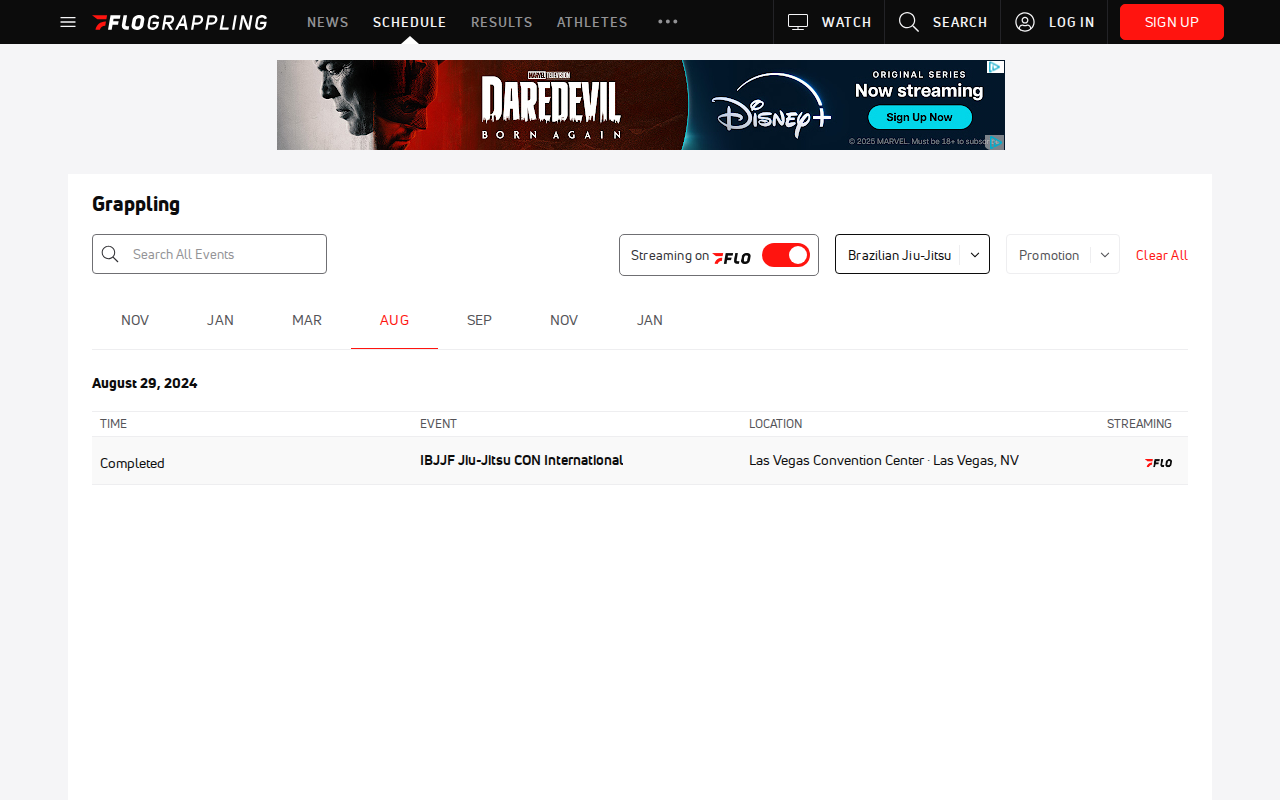 FLOGRAPPLING
NEWS
SCHEDULE
RESULTS
ATHLETES
WATCH
SEARCH
LOG IN
SIGN UP
MARVEL TELEVISION
DAREDEVIL
BORN AGAIN
Disney+
ORIGINAL SERIES
Now streaming
Sign Up Now
© 2025 MARVEL. Must be 18+ to subsc
Grappling
Search All Events
Streaming on FLO
Brazilian Jiu-Jitsu
Promotion
Clear All
NOV
JAN
MAR
AUG
SEP
NOV
JAN
August 29, 2024
TIME
EVENT
LOCATION
STREAMING
Completed
IBJJF Jiu-Jitsu CON International
Las Vegas Convention Center · Las Vegas, NV
FLO